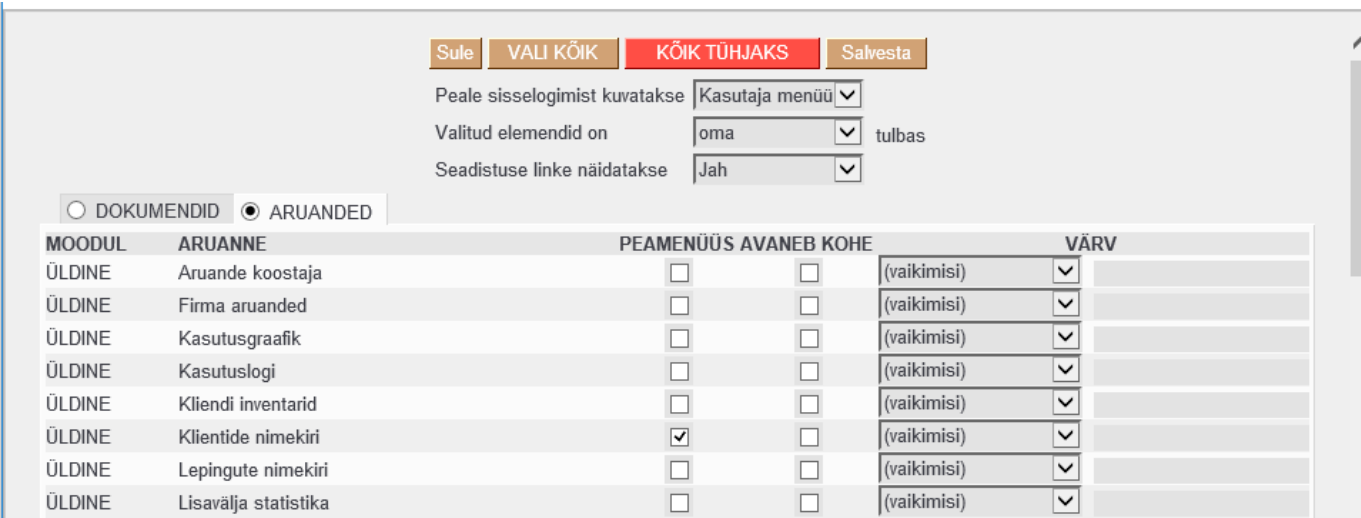 Sule VALI KÕIK KÕIK TÜHJAKS Salvesta
Peale sisselogimist kuvatakse Kasutaja menüü
Valitud elemendid on oma tulbas
Seadistuse linke näidatakse Jah
DOKUMENDID ARUANDED
MOODUL ARUANNE PEAMENÜÜS AVANEB KOHE VÄRV
ÜLDINE Aruande koostaja (vaikimisi)
ÜLDINE Firma aruanded (vaikimisi)
ÜLDINE Kasutusgraafik (vaikimisi)
ÜLDINE Kasutuslogi (vaikimisi)
ÜLDINE Kliendi inventarid (vaikimisi)
ÜLDINE Klientide nimekiri (vaikimisi)
ÜLDINE Lepingute nimekiri (vaikimisi)
ÜLDINE Lisavälja statistika (vaikimisi)